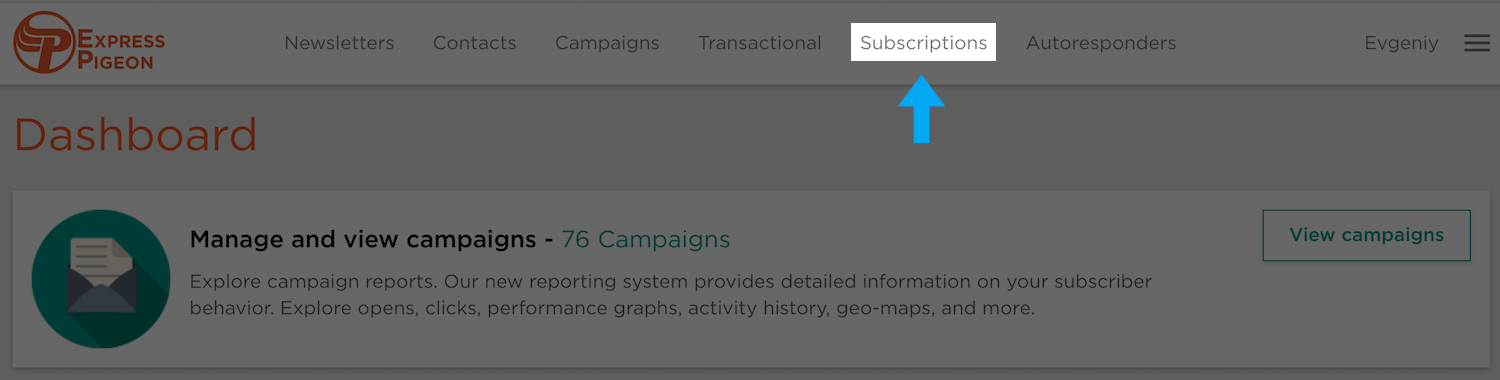 EXPRESS
PIGEON
Newsletters Contacts Campaigns Transactional Subscriptions Autoresponders Evgeniy
Dashboard
Manage and view campaigns - 76 Campaigns
View campaigns
Explore campaign reports. Our new reporting system provides detailed information on your subscriber
behavior. Explore opens, clicks, performance graphs, activity history, geo-maps, and more.